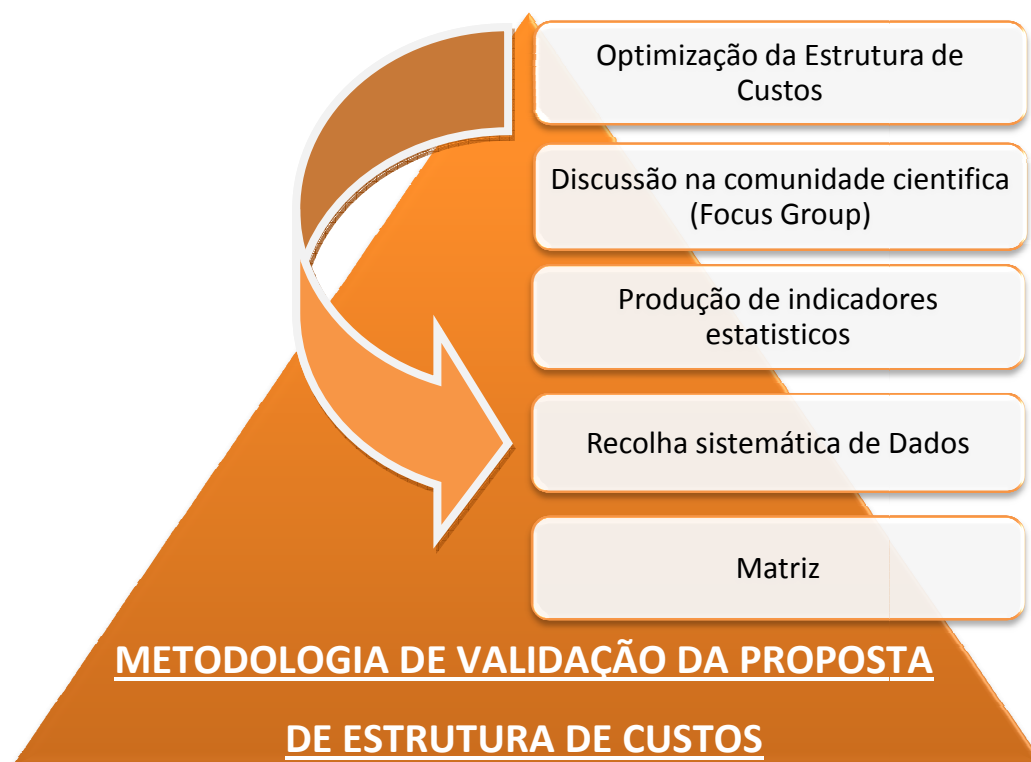 Optimização da Estrutura de
Custos
Discussão na comunidade cientifica
(Focus Group)
Produção de indicadores
estatisticos
Recolha sistemática de Dados
Matriz
METODOLOGIA DE VALIDAÇÃO DA PROPOSTA
DE ESTRUTURA DE CUSTOS